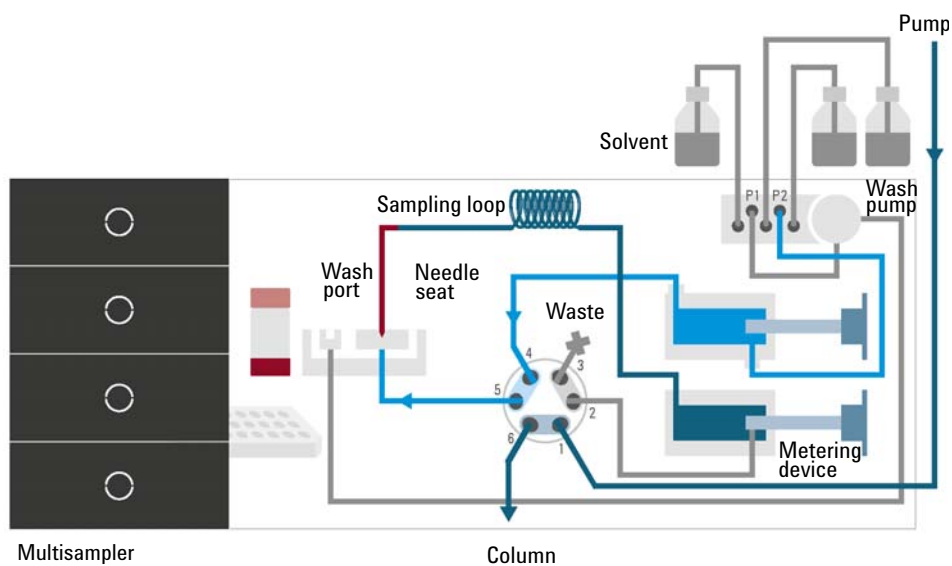 Pump
Solvent
P1 P2
Wash
pump
Sampling loop
Wash
port
Needle
seat
Waste
4
3
5
2
6
1
Metering
device
Multisampler
Column